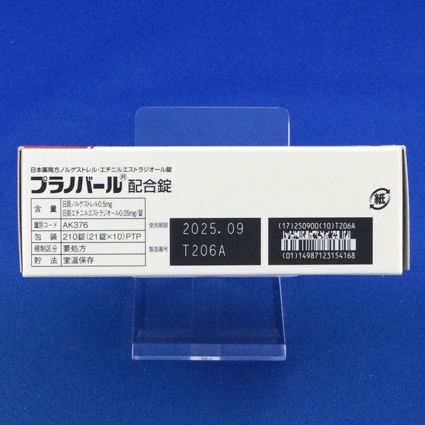 日本薬局方ノルゲストレル・エチニルエストラジオール錠
プラノバール®配合錠
含量 日局ノルゲストレル0.5mg
日局エチニルエストラジオール0.05mg/錠
識別コード AK376
包装 210錠(21錠×10)PTP
規制区分 要処方
貯法 室温保存
使用期限 2025.09
製造番号 T206A
(17)250900(10)T206A
(01)14987123154168
紙